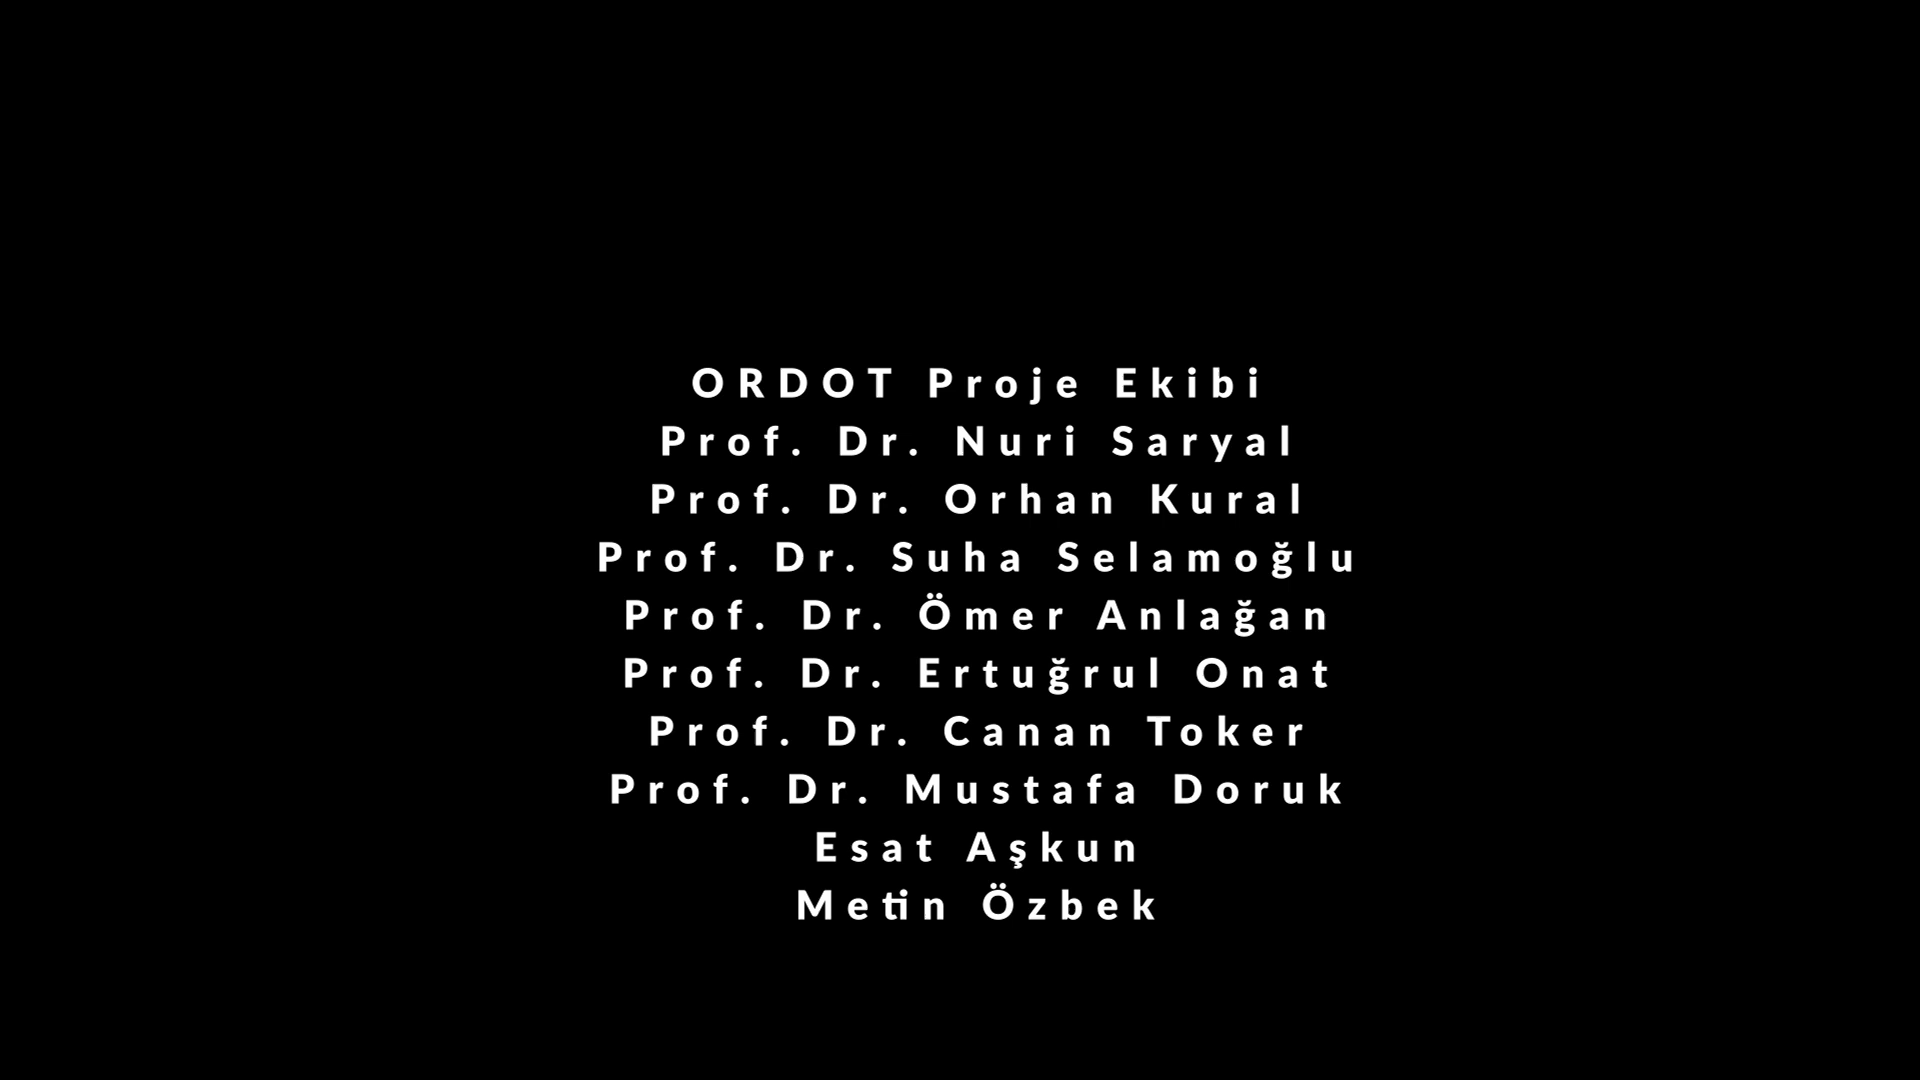 ORDOT Proje Ekibi
Prof. Dr. Nuri Saryal
Prof. Dr. Orhan Kural
Prof. Dr. Suha Selamoğlu
Prof. Dr. Ömer Anlağan
Prof. Dr. Ertuğrul Onat
Prof. Dr. Canan Toker
Prof. Dr. Mustafa Doruk
Esat Aşkun
Metin Özbek